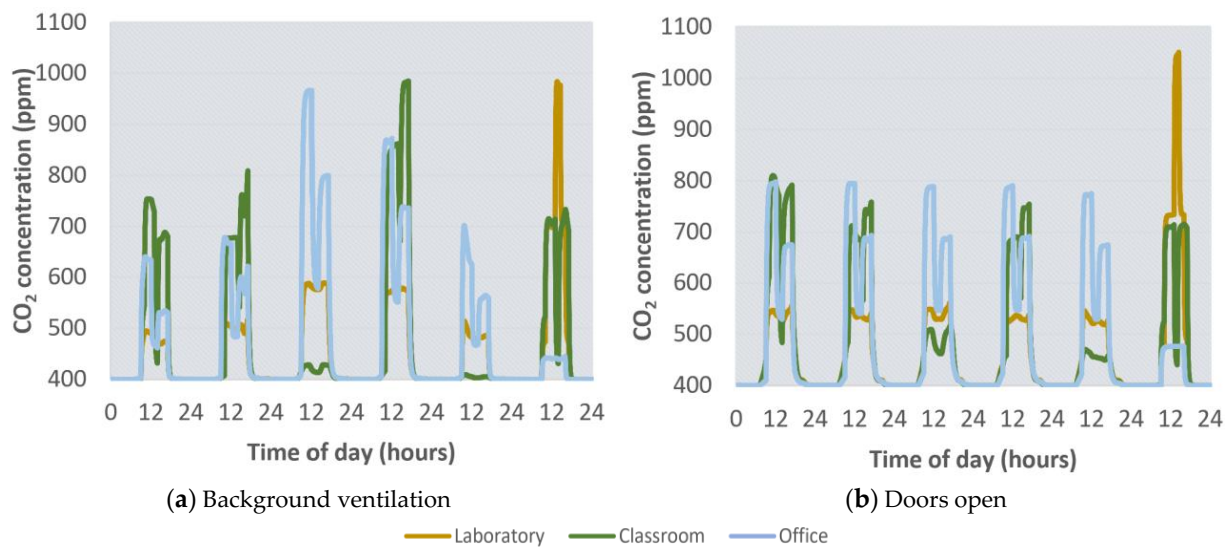 1100
1000
900
800
700
600
500
400
CO2 concentration (ppm)
0 12 24 12 24 12 24 12 24 12 24 12 24
Time of day (hours)
(a) Background ventilation
1100
1000
900
800
700
600
500
400
CO2 concentration (ppm)
0 12 24 12 24 12 24 12 24 12 24 12 24
Time of day (hours)
(b) Doors open
Laboratory Classroom Office